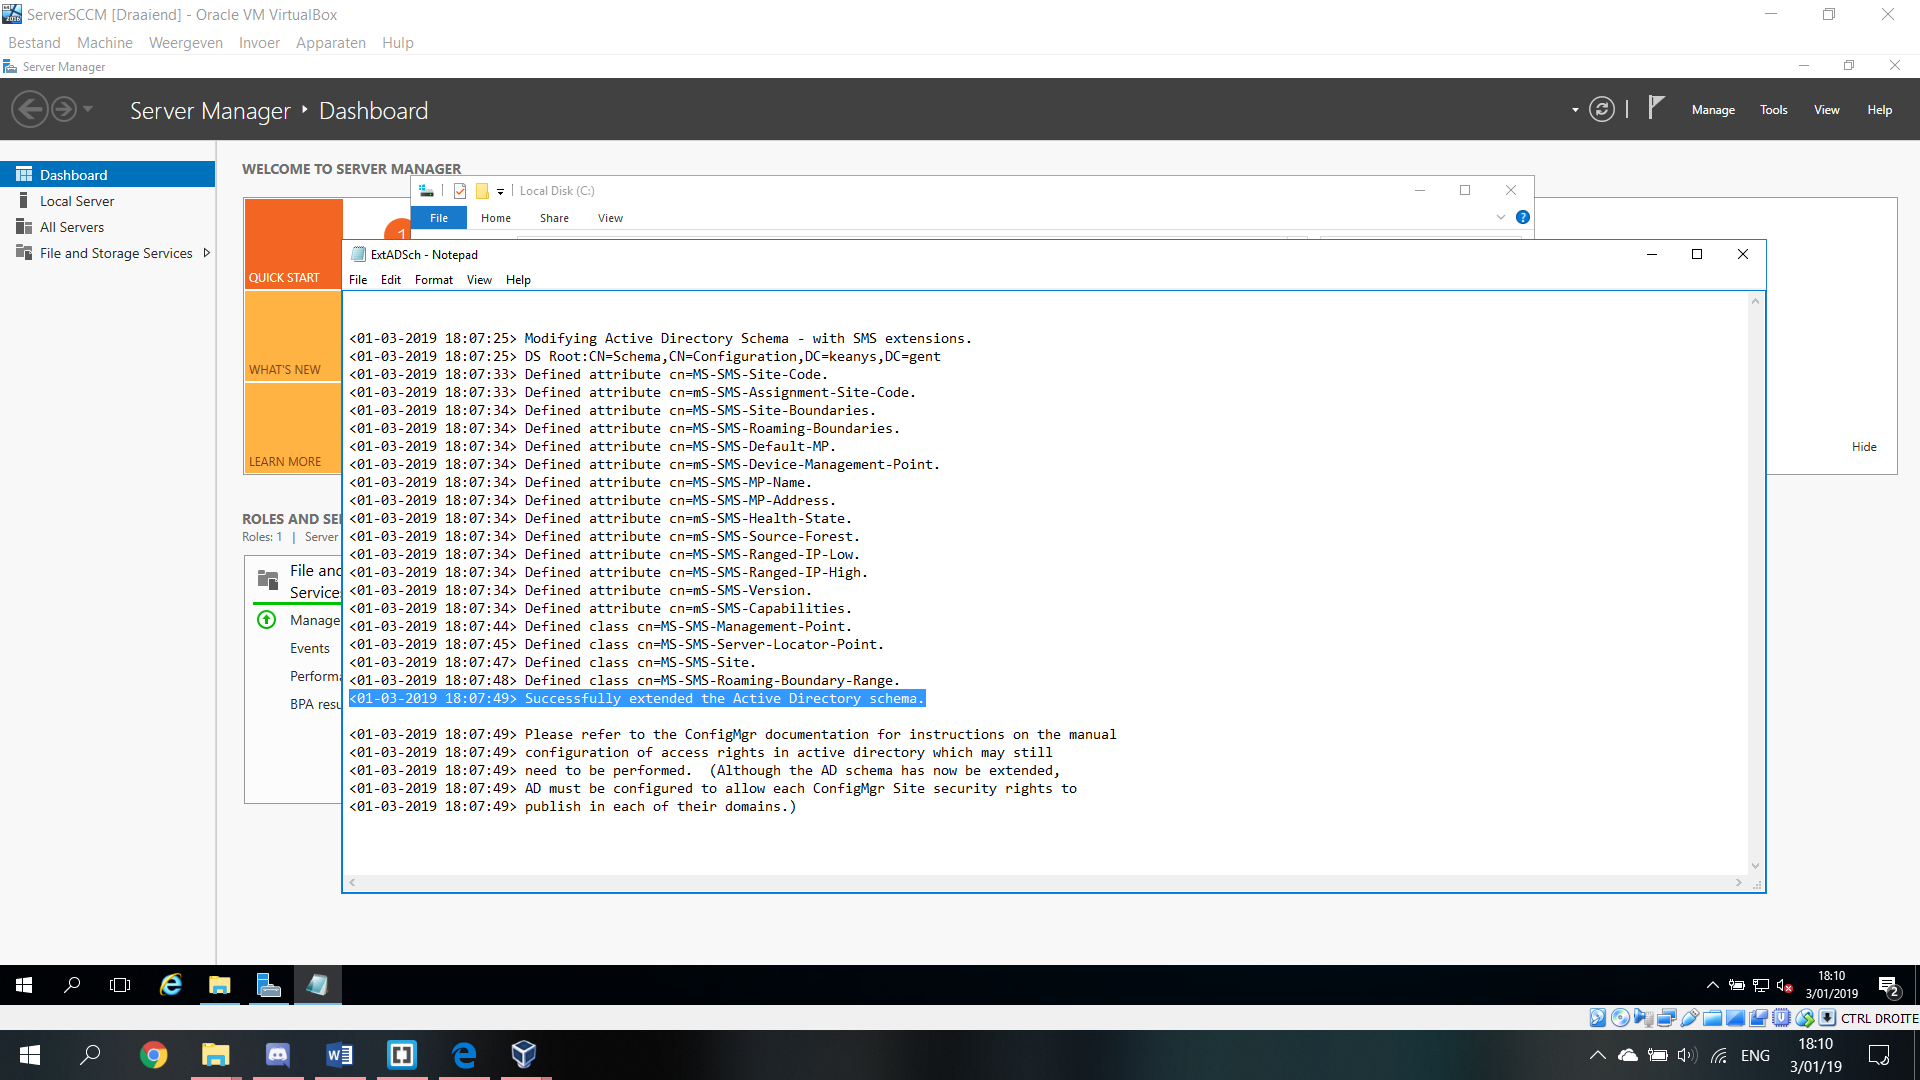 ServerSCCM [Draaiend] - Oracle VM VirtualBox
Bestand Machine Weergeven Invoer Apparaten Hulp
Server Manager
Server Manager Dashboard
Manage Tools View Help
Dashboard
Local Server
All Servers
File and Storage Services
WELCOME TO SERVER MANAGER
QUICK START
WHAT'S NEW
LEARN MORE
1
Hide
ROLES AND SE
Roles: 1 | Server
File and
Service
Manage
Events
Perform
BPA resu
Local Disk (C:)
File Home Share View
ExtADSch - Notepad
File Edit Format View Help
<01-03-2019 18:07:25> Modifying Active Directory Schema - with SMS extensions.
<01-03-2019 18:07:25> DS Root:CN=Schema,CN=Configuration,DC=keanys,DC=gent
<01-03-2019 18:07:33> Defined attribute cn=MS-SMS-Site-Code.
<01-03-2019 18:07:33> Defined attribute cn=mS-SMS-Assignment-Site-Code.
<01-03-2019 18:07:34> Defined attribute cn=MS-SMS-Site-Boundaries.
<01-03-2019 18:07:34> Defined attribute cn=MS-SMS-Roaming-Boundaries.
<01-03-2019 18:07:34> Defined attribute cn=MS-SMS-Default-MP.
<01-03-2019 18:07:34> Defined attribute cn=mS-SMS-Device-Management-Point.
<01-03-2019 18:07:34> Defined attribute cn=MS-SMS-MP-Name.
<01-03-2019 18:07:34> Defined attribute cn=MS-SMS-MP-Address.
<01-03-2019 18:07:34> Defined attribute cn=mS-SMS-Health-State.
<01-03-2019 18:07:34> Defined attribute cn=mS-SMS-Source-Forest.
<01-03-2019 18:07:34> Defined attribute cn=MS-SMS-Ranged-IP-Low.
<01-03-2019 18:07:34> Defined attribute cn=MS-SMS-Ranged-IP-High.
<01-03-2019 18:07:34> Defined attribute cn=mS-SMS-Version.
<01-03-2019 18:07:34> Defined attribute cn=mS-SMS-Capabilities.
<01-03-2019 18:07:44> Defined class cn=MS-SMS-Management-Point.
<01-03-2019 18:07:45> Defined class cn=MS-SMS-Server-Locator-Point.
<01-03-2019 18:07:47> Defined class cn=MS-SMS-Site.
<01-03-2019 18:07:48> Defined class cn=MS-SMS-Roaming-Boundary-Range.
<01-03-2019 18:07:49> Successfully extended the Active Directory schema.
<01-03-2019 18:07:49> Please refer to the ConfigMgr documentation for instructions on the manual
<01-03-2019 18:07:49> configuration of access rights in active directory which may still
<01-03-2019 18:07:49> need to be performed.  (Although the AD schema has now be extended,
<01-03-2019 18:07:49> AD must be configured to allow each ConfigMgr Site security rights to
<01-03-2019 18:07:49> publish in each of their domains.)
18:10
3/01/2019
2
CTRL DROITE
ENG
18:10
3/01/19